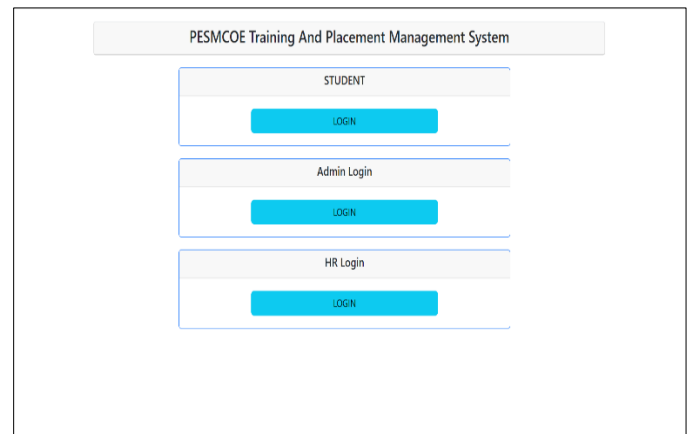 PESMCOE Training And Placement Management System
STUDENT
LOGIN
Admin Login
LOGIN
HR Login
LOGIN